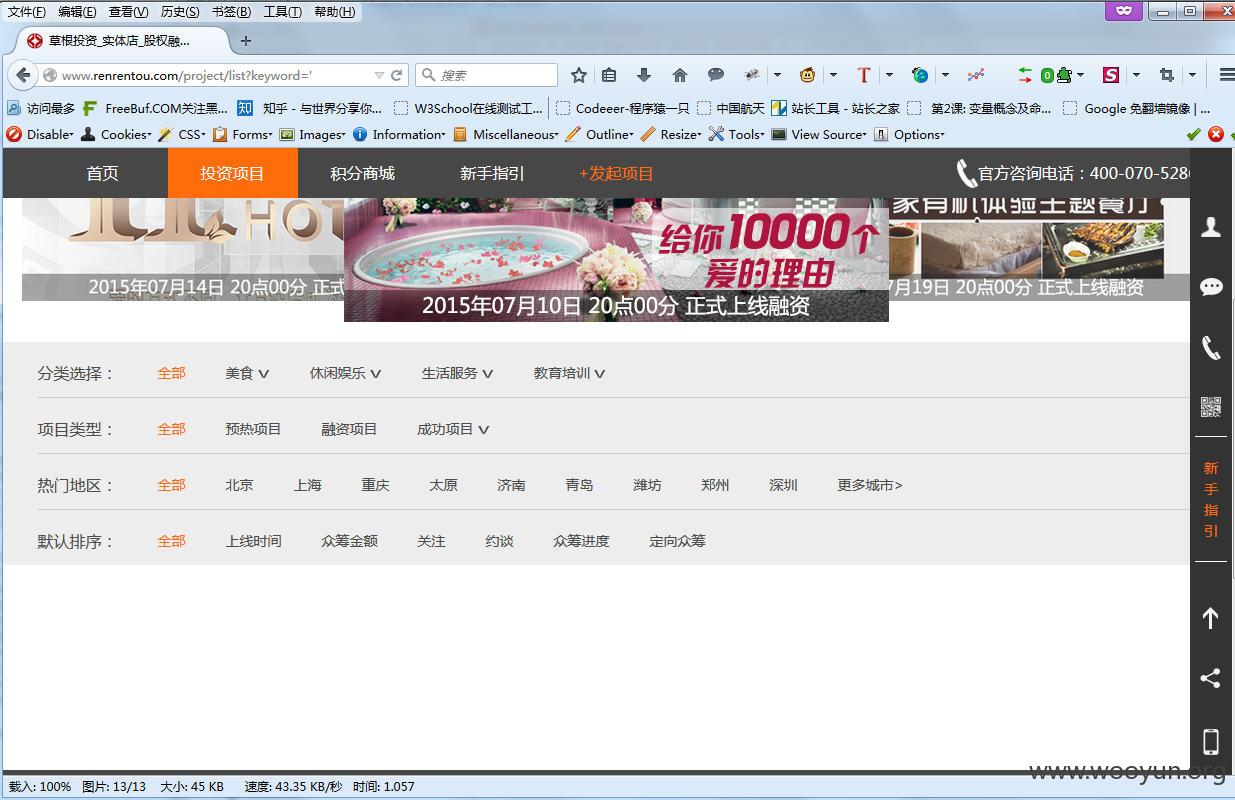 文件(F) 编辑(E) 查看(V) 历史(S) 书签(B) 工具(T) 帮助(H)
草根投资_实体店_股权融...
www.renrentou.com/project/list?keyword='
搜索
访问最多 FreeBuf.COM关注黑... 知乎 - 与世界分享你... W3School在线测试工... Codeeer-程序猿一只 中国航天 站长工具 - 站长之家 第2课: 变量概念及命... Google 免翻墙镜像 | ...
Disable Cookies CSS Forms Images Information Miscellaneous Outline Resize Tools View Source Options
首页 投资项目 积分商城 新手指引 +发起项目 官方咨询电话：400-070-528
HOT
给你10000个
爱的理由
家有机体验主题餐厅
2015年07月14日 20点00分 正式
2015年07月10日 20点00分 正式上线融资
7月19日 20点00分 正式上线融资
分类选择： 全部 美食 休闲娱乐 生活服务 教育培训
项目类型： 全部 预热项目 融资项目 成功项目
热门地区： 全部 北京 上海 重庆 太原 济南 青岛 潍坊 郑州 深圳 更多城市>
默认排序： 全部 上线时间 众筹金额 关注 约谈 众筹进度 定向众筹
新
手
指
引
www.wooyun.org
载入: 100% 图片: 13/13 大小: 45 KB 速度: 43.35 KB/秒 时间: 1.057